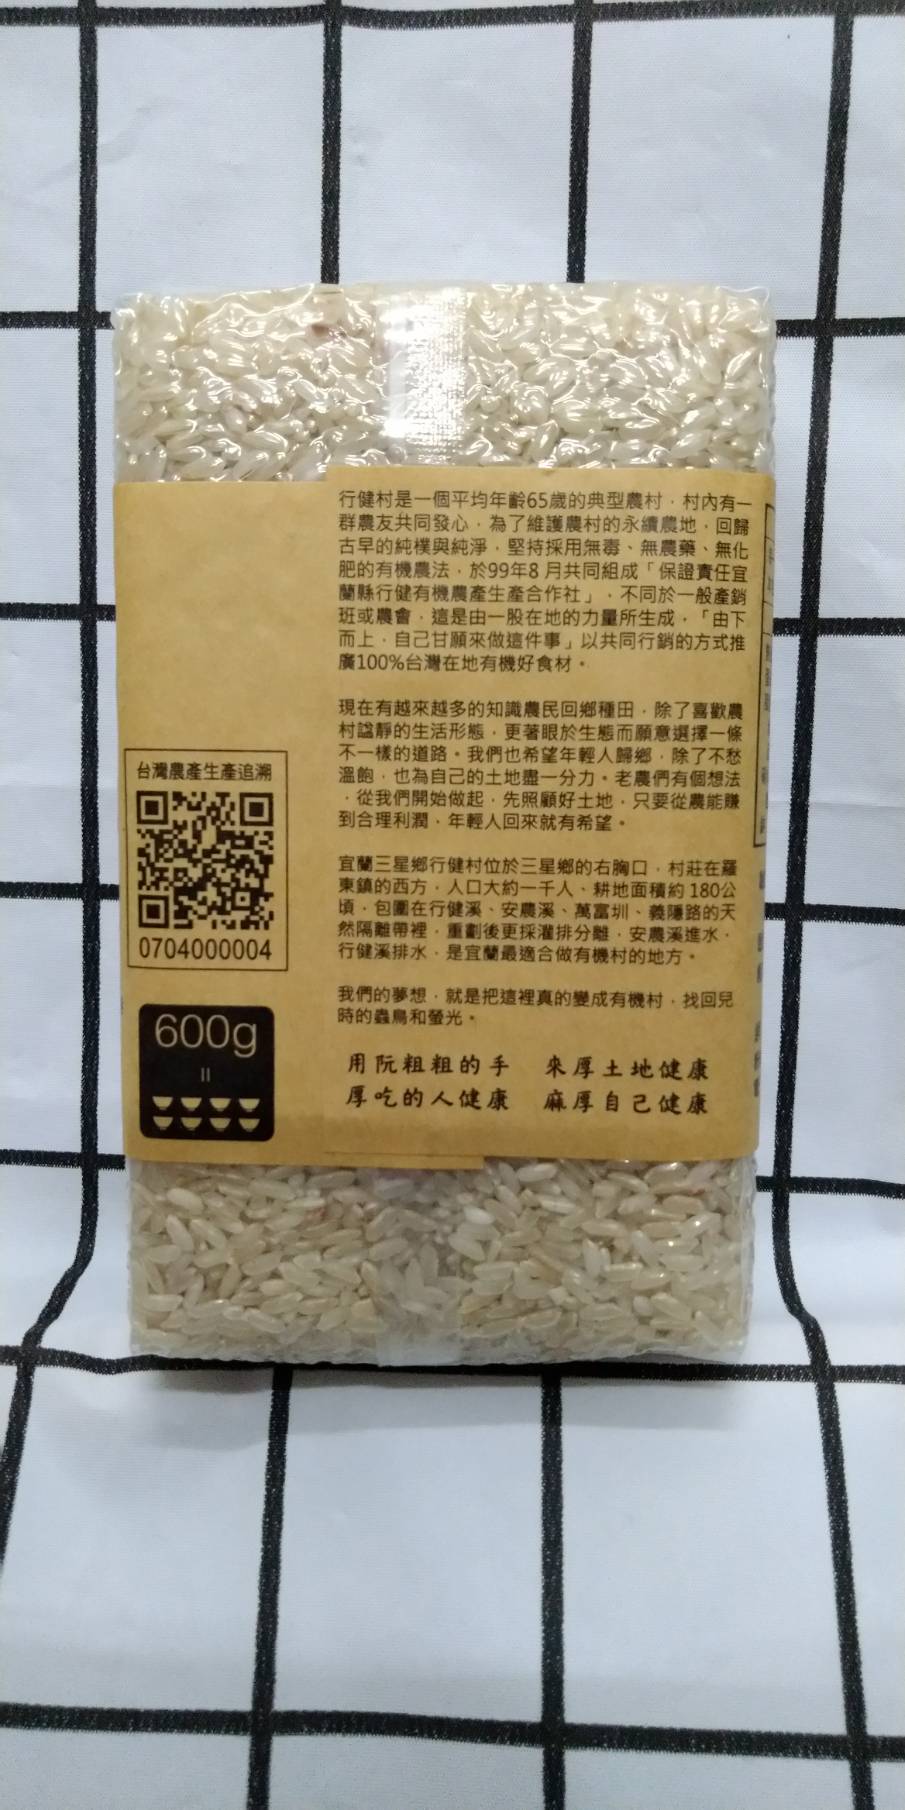 行健村是一個平均年齡65歲的典型農村，村內有一
群農友共同發心，為了維護農村的永續農地，回歸
古早的純樸與純淨，堅持採用無毒、無農藥、無化
肥的有機農法，於99年8月共同組成「保證責任宜
蘭縣行健有機農產生產合作社」，不同於一般產銷
班或農會，這是由一股在地的力量所生成，「由下
而上，自己甘願來做這件事」以共同行銷的方式推
廣100%台灣在地有機好食材。
現在有越來越多的知識農民回鄉種田，除了喜歡農
村謐靜的生活形態，更著眼於生態而願意選擇一條
不一樣的道路。我們也希望年輕人歸鄉，除了不愁
溫飽，也為自己的土地盡一分力。老農們有個想法
，從我們開始做起，先照顧好土地，只要從農能賺
到合理利潤，年輕人回來就有希望。
宜蘭三星鄉行健村位於三星鄉的右胸口，村莊在羅
東鎮的西方，人口大約一千人、耕地面積約180公
頃，包圍在行健溪、安農溪、萬富圳、義隱路的天
然隔離帶裡，重劃後更採灌排分離，安農溪進水，
行健溪排水，是宜蘭最適合做有機村的地方。
我們的夢想，就是把這裡真的變成有機村，找回兒
時的蟲鳥和螢光。
用阮粗粗的手 來厚土地健康
厚吃的人健康 麻厚自己健康
台灣農產生產追溯
0704000004
600g